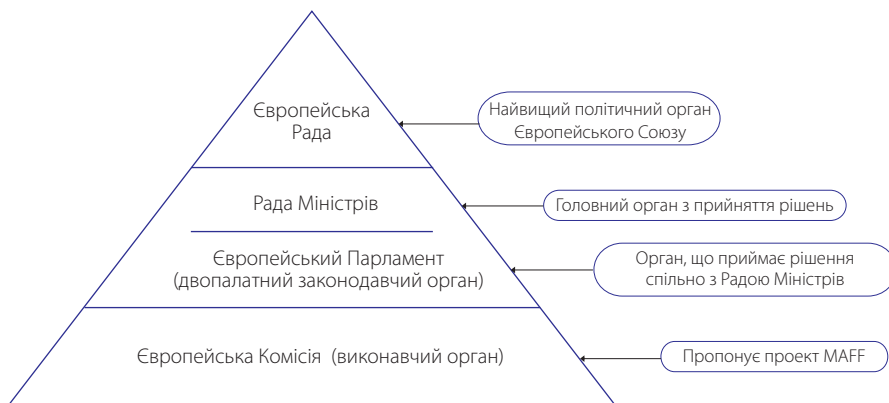 Європейська
Рада
Найвищий політичний орган
Європейського Союзу
Рада Міністрів
Головний орган з прийняття рішень
Європейський Парламент
(двопалатний законодавчий орган)
Орган, що приймає рішення
спільно з Радою Міністрів
Європейська Комісія (виконавчий орган)
Пропонує проект MAFF